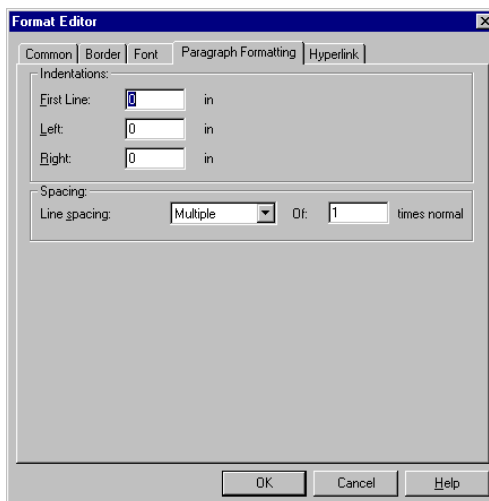 Format Editor
Common Border Font Paragraph Formatting Hyperlink
Indentations:
First Line: 0 in
Left: 0 in
Right: 0 in
Spacing:
Line spacing: Multiple Of: 1 times normal
OK Cancel Help